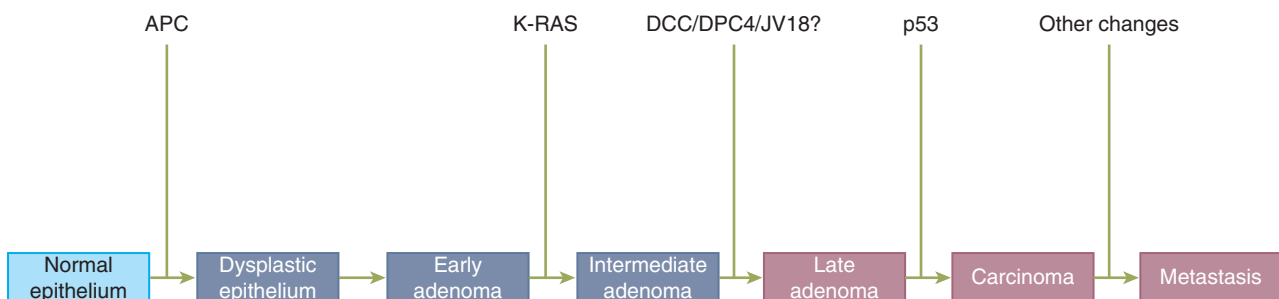 APC K-RAS DCC/DPC4/JV18? p53 Other changes
Normal epithelium
Dysplastic epithelium
Early adenoma
Intermediate adenoma
Late adenoma
Carcinoma
Metastasis